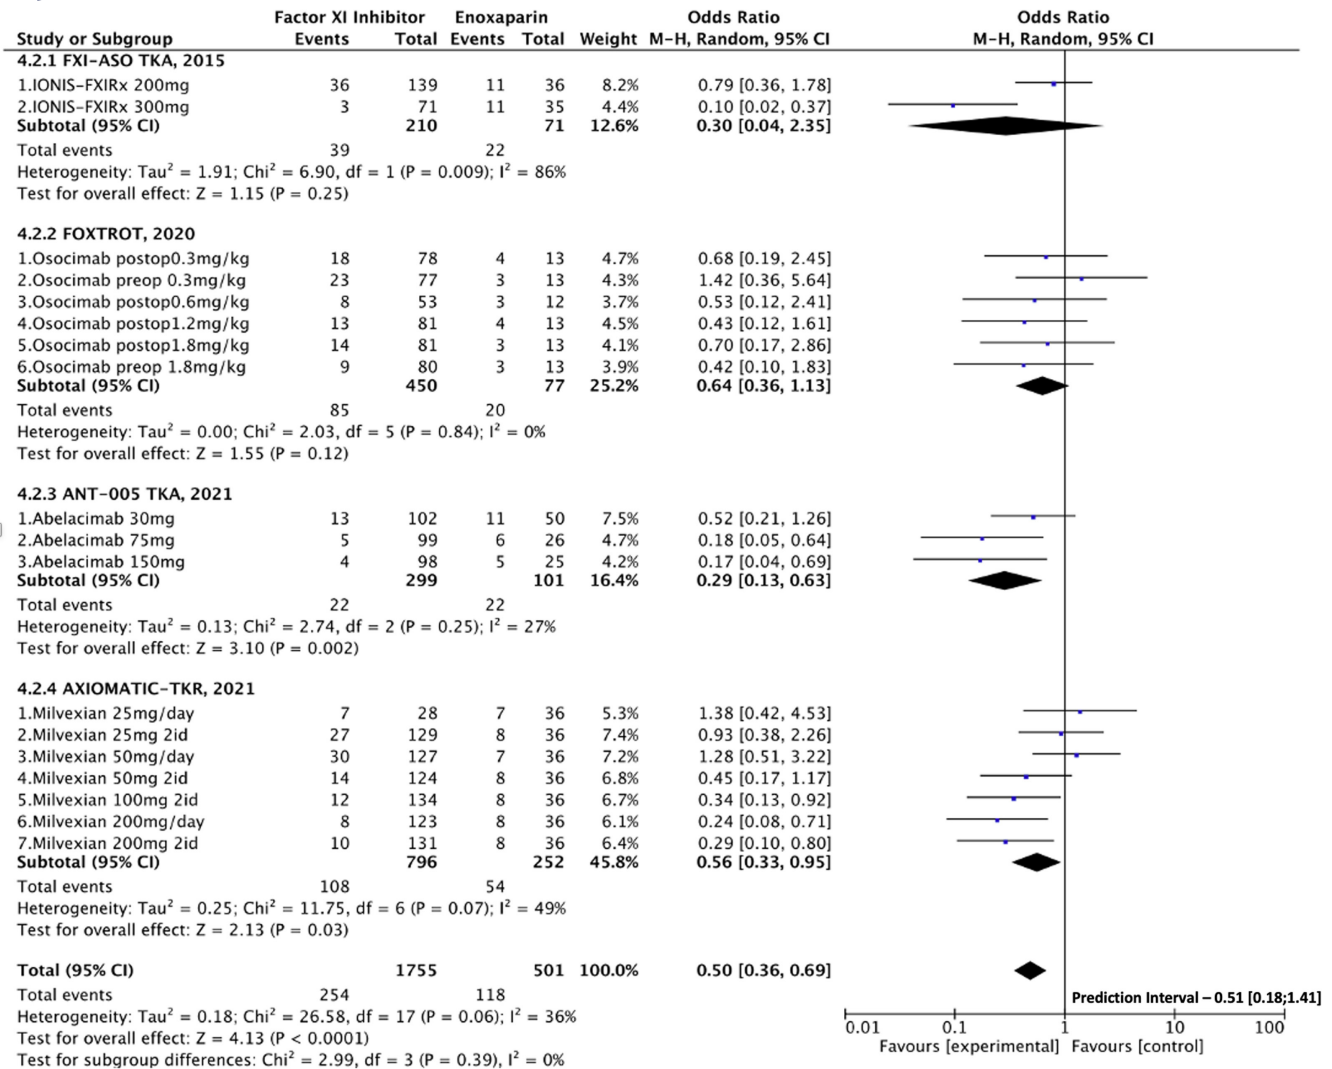 Factor XI Inhibitor Enoxaparin Odds Ratio Odds Ratio
Study or Subgroup Events Total Events Total Weight M-H, Random, 95% CI M-H, Random, 95% CI
4.2.1 FXI-ASO TKA, 2015
1.IONIS-FXIRx 200mg 36 139 11 36 8.2% 0.79 [0.36, 1.78]
2.IONIS-FXIRx 300mg 3 71 11 35 4.4% 0.10 [0.02, 0.37]
Subtotal (95% CI) 210 71 12.6% 0.30 [0.04, 2.35]
Total events 39 22
Heterogeneity: Tau² = 1.91; Chi² = 6.90, df = 1 (P = 0.009); I² = 86%
Test for overall effect: Z = 1.15 (P = 0.25)
4.2.2 FOXTROT, 2020
1.Osocimab postop0.3mg/kg 18 78 4 13 4.7% 0.68 [0.19, 2.45]
2.Osocimab preop 0.3mg/kg 23 77 3 13 4.3% 1.42 [0.36, 5.64]
3.Osocimab postop0.6mg/kg 8 53 3 12 3.7% 0.53 [0.12, 2.41]
4.Osocimab postop1.2mg/kg 13 81 4 13 4.5% 0.43 [0.12, 1.61]
5.Osocimab postop1.8mg/kg 14 81 3 13 4.1% 0.70 [0.17, 2.86]
6.Osocimab preop 1.8mg/kg 9 80 3 13 3.9% 0.42 [0.10, 1.83]
Subtotal (95% CI) 450 77 25.2% 0.64 [0.36, 1.13]
Total events 85 20
Heterogeneity: Tau² = 0.00; Chi² = 2.03, df = 5 (P = 0.84); I² = 0%
Test for overall effect: Z = 1.55 (P = 0.12)
4.2.3 ANT-005 TKA, 2021
1.Abelacimab 30mg 13 102 11 50 7.5% 0.52 [0.21, 1.26]
2.Abelacimab 75mg 5 99 6 26 4.7% 0.18 [0.05, 0.64]
3.Abelacimab 150mg 4 98 5 25 4.2% 0.17 [0.04, 0.69]
Subtotal (95% CI) 299 101 16.4% 0.29 [0.13, 0.63]
Total events 22 22
Heterogeneity: Tau² = 0.13; Chi² = 2.74, df = 2 (P = 0.25); I² = 27%
Test for overall effect: Z = 3.10 (P = 0.002)
4.2.4 AXIOMATIC-TKR, 2021
1.Milvexian 25mg/day 7 28 7 36 5.3% 1.38 [0.42, 4.53]
2.Milvexian 25mg 2id 27 129 8 36 7.4% 0.93 [0.38, 2.26]
3.Milvexian 50mg/day 30 127 7 36 7.2% 1.28 [0.51, 3.22]
4.Milvexian 50mg 2id 14 124 8 36 6.8% 0.45 [0.17, 1.17]
5.Milvexian 100mg 2id 12 134 8 36 6.7% 0.34 [0.13, 0.92]
6.Milvexian 200mg/day 8 123 8 36 6.1% 0.24 [0.08, 0.71]
7.Milvexian 200mg 2id 10 131 8 36 6.4% 0.29 [0.10, 0.80]
Subtotal (95% CI) 796 252 45.8% 0.56 [0.33, 0.95]
Total events 108 54
Heterogeneity: Tau² = 0.25; Chi² = 11.75, df = 6 (P = 0.07); I² = 49%
Test for overall effect: Z = 2.13 (P = 0.03)
Total (95% CI) 1755 501 100.0% 0.50 [0.36, 0.69]
Total events 254 118
Prediction Interval – 0.51 [0.18;1.41]
Heterogeneity: Tau² = 0.18; Chi² = 26.58, df = 17 (P = 0.06); I² = 36%
0.01 0.1 1 10 100
Test for overall effect: Z = 4.13 (P < 0.0001)
Favours [experimental] Favours [control]
Test for subgroup differences: Chi² = 2.99, df = 3 (P = 0.39), I² = 0%